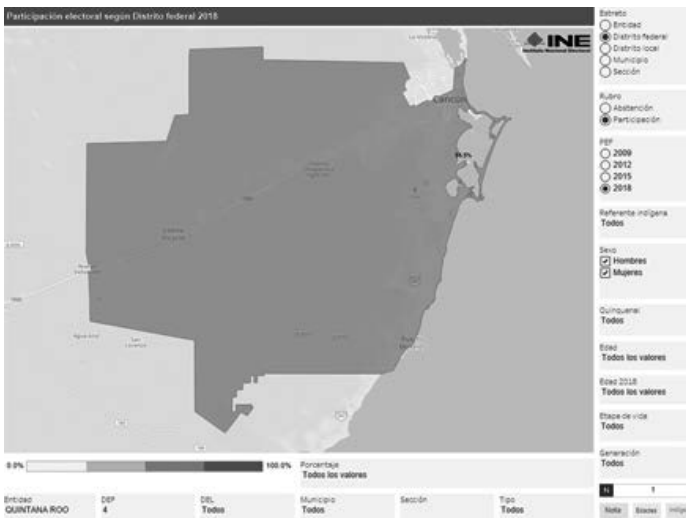 Participación electoral según Distrito federal 2018
INE
Instituto Nacional Electoral
Cancún
Estrato
Entidad
Distrito federal
Distrito local
Municipio
Sección
Rubro
Abstención
Participación
PEF
2009
2012
2015
2018
Referente indígena
Todos
Sexo
Hombres
Mujeres
Quinquenal
Todos
Edad
Todos los valores
Edad 2018
Todos los valores
Etapa de vida
Todos
Generación
Todos
N 1
Nota Edades
0.0% 100.0%
Porcentaje
Todos los valores
Entidad
QUINTANA ROO
DEF
4
DEL
Todos
Municipio
Todos
Sección
Tipo
Todos